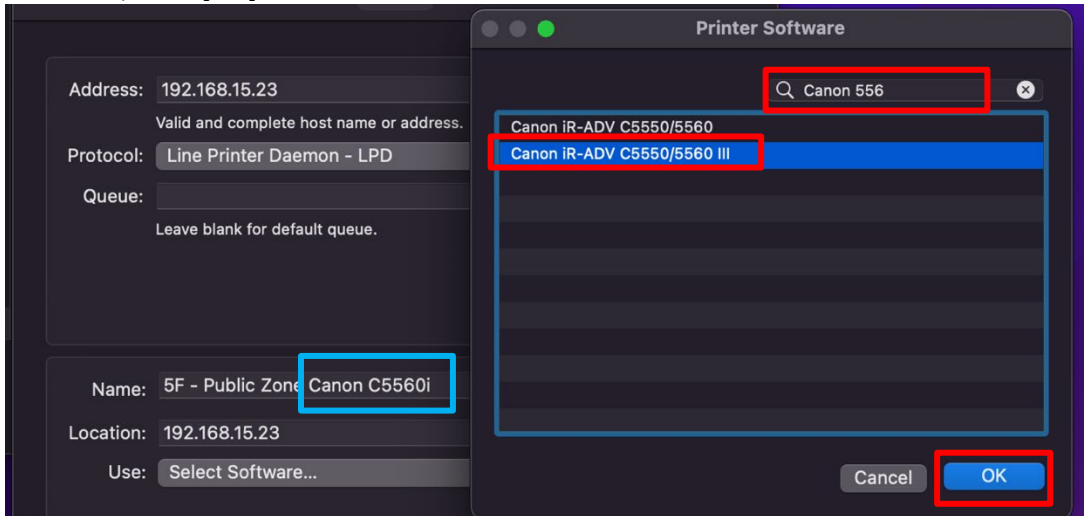 Address: 192.168.15.23
Valid and complete host name or address.
Protocol: Line Printer Daemon - LPD
Queue:
Leave blank for default queue.
Name: 5F - Public Zone Canon C5560i
Location: 192.168.15.23
Use: Select Software...
Printer Software
Canon 556
Canon iR-ADV C5550/5560
Canon iR-ADV C5550/5560 III
Cancel OK